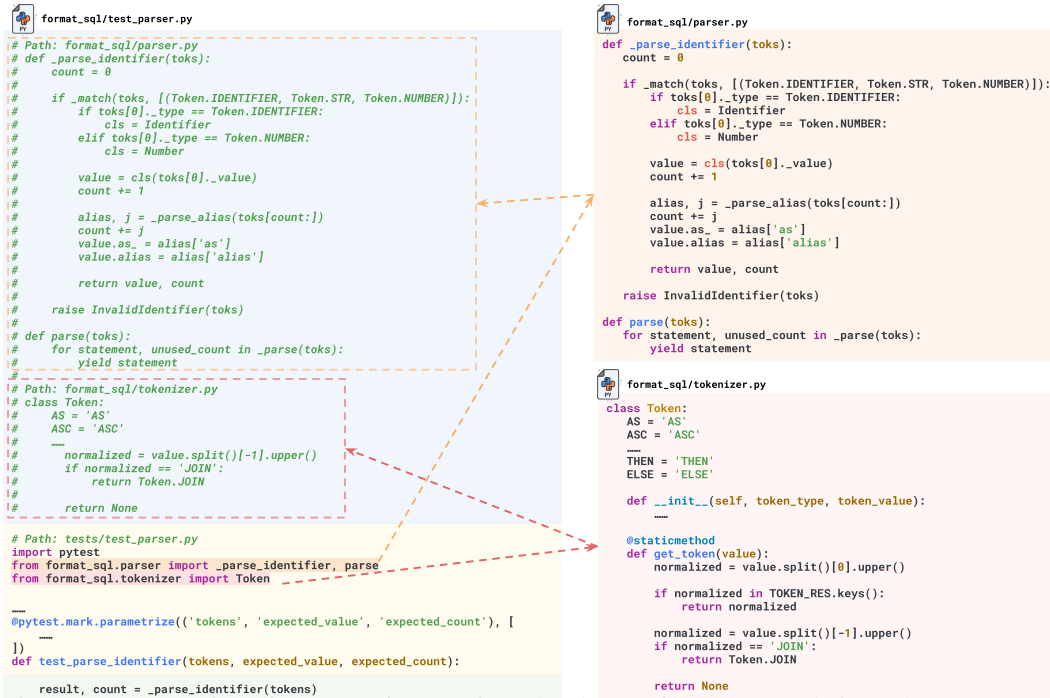 format_sql/test_parser.py
# Path: format_sql/parser.py
# def _parse_identifier(toks):
#     count = 0
#
#     if _match(toks, [(Token.IDENTIFIER, Token.STR, Token.NUMBER)]):
#         if toks[0]._type == Token.IDENTIFIER:
#             cls = Identifier
#         elif toks[0]._type == Token.NUMBER:
#             cls = Number
#
#         value = cls(toks[0]._value)
#         count += 1
#
#         alias, j = _parse_alias(toks[count:])
#         count += j
#         value.as_ = alias['as']
#         value.alias = alias['alias']
#
#         return value, count
#
#     raise InvalidIdentifier(toks)
#
# def parse(toks):
#     for statement, unused_count in _parse(toks):
#         yield statement
#
# Path: format_sql/tokenizer.py
# class Token:
#     AS = 'AS'
#     ASC = 'ASC'
#     ……
#       normalized = value.split()[-1].upper()
#       if normalized == 'JOIN':
#           return Token.JOIN
#
#       return None
# Path: tests/test_parser.py
import pytest
from format_sql.parser import _parse_identifier, parse
from format_sql.tokenizer import Token
……
@pytest.mark.parametrize(('tokens', 'expected_value', 'expected_count'), [
    ……
])
def test_parse_identifier(tokens, expected_value, expected_count):
    result, count = _parse_identifier(tokens)
format_sql/parser.py
def _parse_identifier(toks):
    count = 0
    if _match(toks, [(Token.IDENTIFIER, Token.STR, Token.NUMBER)]):
        if toks[0]._type == Token.IDENTIFIER:
            cls = Identifier
        elif toks[0]._type == Token.NUMBER:
            cls = Number
        value = cls(toks[0]._value)
        count += 1
        alias, j = _parse_alias(toks[count:])
        count += j
        value.as_ = alias['as']
        value.alias = alias['alias']
        return value, count
    raise InvalidIdentifier(toks)
def parse(toks):
    for statement, unused_count in _parse(toks):
        yield statement
format_sql/tokenizer.py
class Token:
    AS = 'AS'
    ASC = 'ASC'
    ……
    THEN = 'THEN'
    ELSE = 'ELSE'
    def __init__(self, token_type, token_value):
        ……
    @staticmethod
    def get_token(value):
        normalized = value.split()[0].upper()
        if normalized in TOKEN_RES.keys():
            return normalized
        normalized = value.split()[-1].upper()
        if normalized == 'JOIN':
            return Token.JOIN
        return None